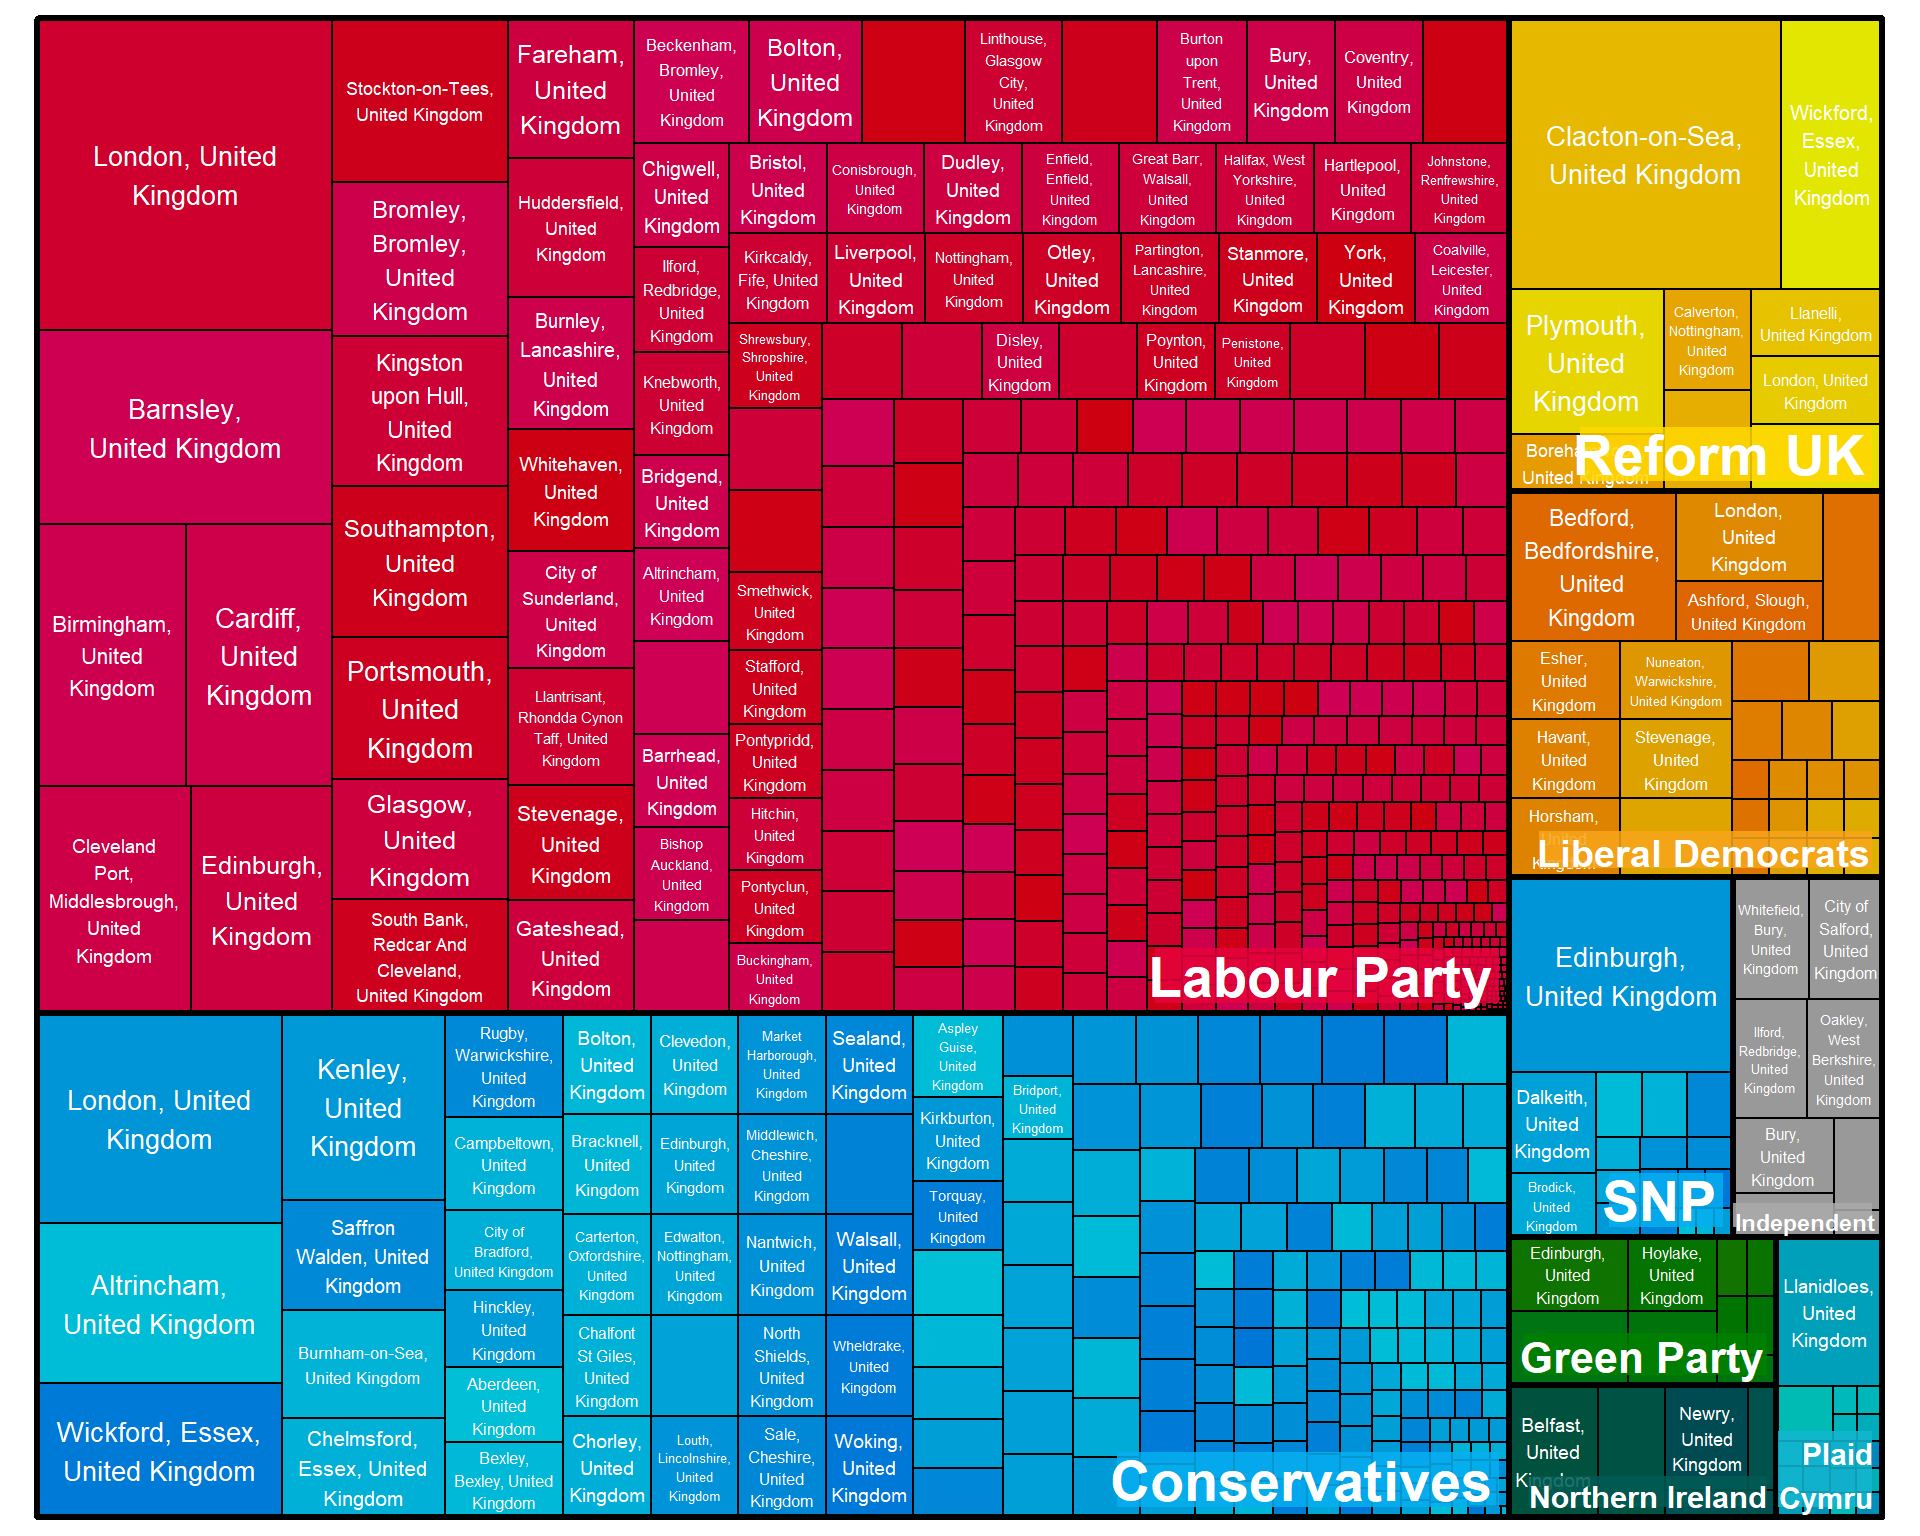 London, United
Kingdom
Barnsley,
United Kingdom
Birmingham,
United
Kingdom
Cardiff,
United
Kingdom
Cleveland
Port,
Middlesbrough,
United
Kingdom
Edinburgh,
United
Kingdom
Stockton-on-Tees,
United Kingdom
Bromley,
Bromley,
United
Kingdom
Kingston
upon Hull,
United
Kingdom
Southampton,
United
Kingdom
Portsmouth,
United
Kingdom
Glasgow,
United
Kingdom
South Bank,
Redcar And
Cleveland,
United Kingdom
Fareham,
United
Kingdom
Huddersfield,
United
Kingdom
Burnley,
Lancashire,
United
Kingdom
Whitehaven,
United
Kingdom
City of
Sunderland,
United
Kingdom
Llantrisant,
Rhondda Cynon
Taff, United
Kingdom
Stevenage,
United
Kingdom
Gateshead,
United
Kingdom
Beckenham,
Bromley,
United
Kingdom
Bolton,
United
Kingdom
Linthouse,
Glasgow
City,
United
Kingdom
Burton
upon
Trent,
United
Kingdom
Bury,
United
Kingdom
Coventry,
United
Kingdom
Chigwell,
United
Kingdom
Ilford,
Redbridge,
United
Kingdom
Knebworth,
United
Kingdom
Bridgend,
United
Kingdom
Altrincham,
United
Kingdom
Barrhead,
United
Kingdom
Bishop
Auckland,
United
Kingdom
Bristol,
United
Kingdom
Conisbrough,
United
Kingdom
Dudley,
United
Kingdom
Enfield,
Enfield,
United
Kingdom
Great Barr,
Walsall,
United
Kingdom
Halifax, West
Yorkshire,
United
Kingdom
Hartlepool,
United
Kingdom
Johnstone,
Renfrewshire,
United
Kingdom
Kirkcaldy,
Fife, United
Kingdom
Liverpool,
United
Kingdom
Nottingham,
United
Kingdom
Otley,
United
Kingdom
Partington,
Lancashire,
United
Kingdom
Stanmore,
United
Kingdom
York,
United
Kingdom
Coalville,
Leicester,
United
Kingdom
Shrewsbury,
Shropshire,
United
Kingdom
Disley,
United
Kingdom
Poynton,
United
Kingdom
Penistone,
United
Kingdom
Smethwick,
United
Kingdom
Stafford,
United
Kingdom
Pontypridd,
United
Kingdom
Hitchin,
United
Kingdom
Pontyclun,
United
Kingdom
Buckingham,
United
Kingdom
Labour Party
Clacton-on-Sea,
United Kingdom
Wickford,
Essex,
United
Kingdom
Plymouth,
United
Kingdom
Calverton,
Nottingham,
United
Kingdom
Llanelli,
United Kingdom
London, United
Kingdom
United Kingdom
Reform UK
Bedford,
Bedfordshire,
United
Kingdom
London,
United
Kingdom
Ashford, Slough,
United Kingdom
Esher,
United
Kingdom
Nuneaton,
Warwickshire,
United Kingdom
Havant,
United
Kingdom
Stevenage,
United
Kingdom
Horsham,
United
Kingdom
Liberal Democrats
London, United
Kingdom
Altrincham,
United Kingdom
Wickford, Essex,
United Kingdom
Kenley,
United
Kingdom
Saffron
Walden, United
Kingdom
Burnham-on-Sea,
United Kingdom
Chelmsford,
Essex, United
Kingdom
Rugby,
Warwickshire,
United
Kingdom
Campbeltown,
United
Kingdom
City of
Bradford,
United Kingdom
Hinckley,
United
Kingdom
Aberdeen,
United
Kingdom
Bexley,
Bexley, United
Kingdom
Bolton,
United
Kingdom
Bracknell,
United
Kingdom
Carterton,
Oxfordshire,
United
Kingdom
Chalfont
St Giles,
United
Kingdom
Chorley,
United
Kingdom
Clevedon,
United
Kingdom
Edinburgh,
United
Kingdom
Edwalton,
Nottingham,
United
Kingdom
Louth,
Lincolnshire,
United
Kingdom
Market
Harborough,
United
Kingdom
Middlewich,
Cheshire,
United
Kingdom
Nantwich,
United
Kingdom
North
Shields,
United
Kingdom
Sale,
Cheshire,
United
Kingdom
Sealand,
United
Kingdom
Walsall,
United
Kingdom
Wheldrake,
United
Kingdom
Woking,
United
Kingdom
Aspley
Guise,
United
Kingdom
Kirkburton,
United
Kingdom
Torquay,
United
Kingdom
Bridport,
United
Kingdom
Conservatives
Edinburgh,
United Kingdom
Dalkeith,
United
Kingdom
Brodick,
United
Kingdom
SNP
Whitefield,
Bury,
United
Kingdom
City of
Salford,
United
Kingdom
Ilford,
Redbridge,
United
Kingdom
Oakley,
West
Berkshire,
United
Kingdom
Bury,
United
Kingdom
Independent
Edinburgh,
United
Kingdom
Hoylake,
United
Kingdom
Green Party
Llanidloes,
United
Kingdom
Plaid
Cymru
Belfast,
United
Kingdom
Newry,
United
Kingdom
Northern Ireland